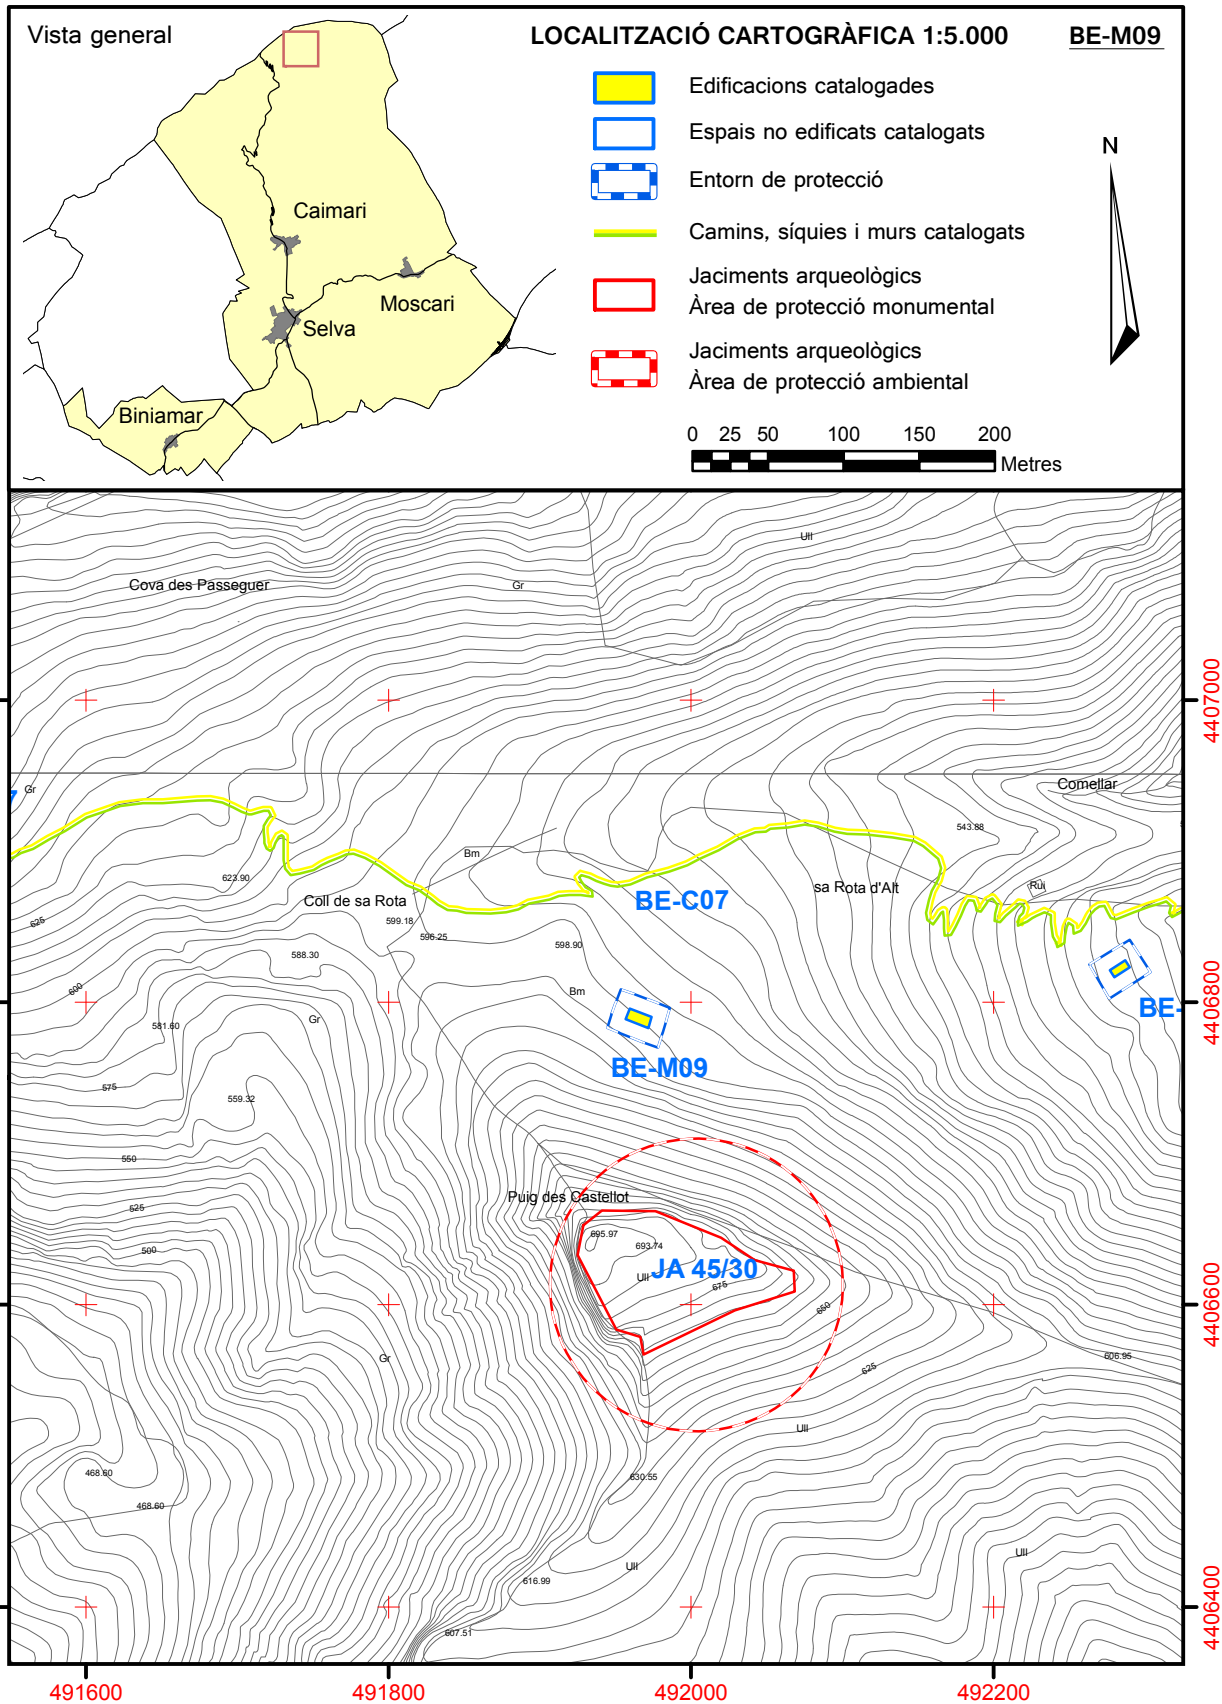 Vista general
LOCALITZACIÓ CARTOGRÀFICA 1:5.000
BE-M09
Edificacions catalogades
Espais no edificats catalogats
Entorn de protecció
Camins, síquies i murs catalogats
Jaciments arqueològics
Àrea de protecció monumental
Jaciments arqueològics
Àrea de protecció ambiental
N
0 25 50 100 150 200
Metres
Caimari
Moscari
Selva
Biniamar
Ull
Cova des Passeguer
Gr
4407000
Comellar
Gr
7
543.88
Bm
623.90
Coll de sa Rota
BE-C07
sa Rota d'Alt
Rui
599.18
625
596.25
598.90
588.30
600
Bm
4406800
BE-
581.60
Gr
BE-M09
575
559.32
550
Puig des Castellot
525
695.97
693.74
500
JA 45/30
Ull
675
650
4406600
Gr
606.95
625
Ull
468.60
630.55
468.60
Ull
Ull
616.99
4406400
607.51
491600
491800
492000
492200